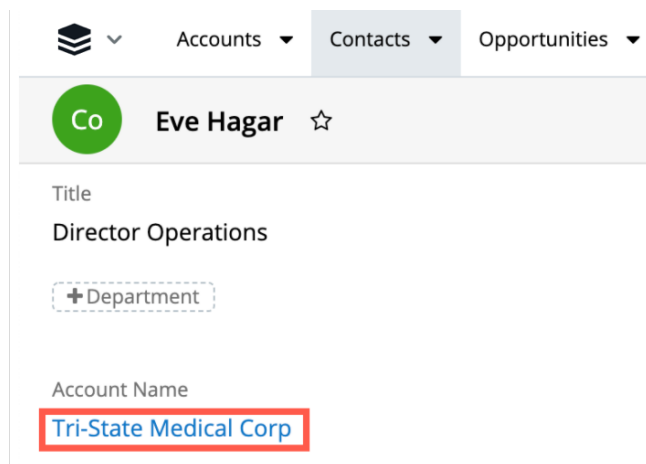 Accounts Contacts Opportunities
Co Eve Hagar
Title
Director Operations
+Department
Account Name
Tri-State Medical Corp